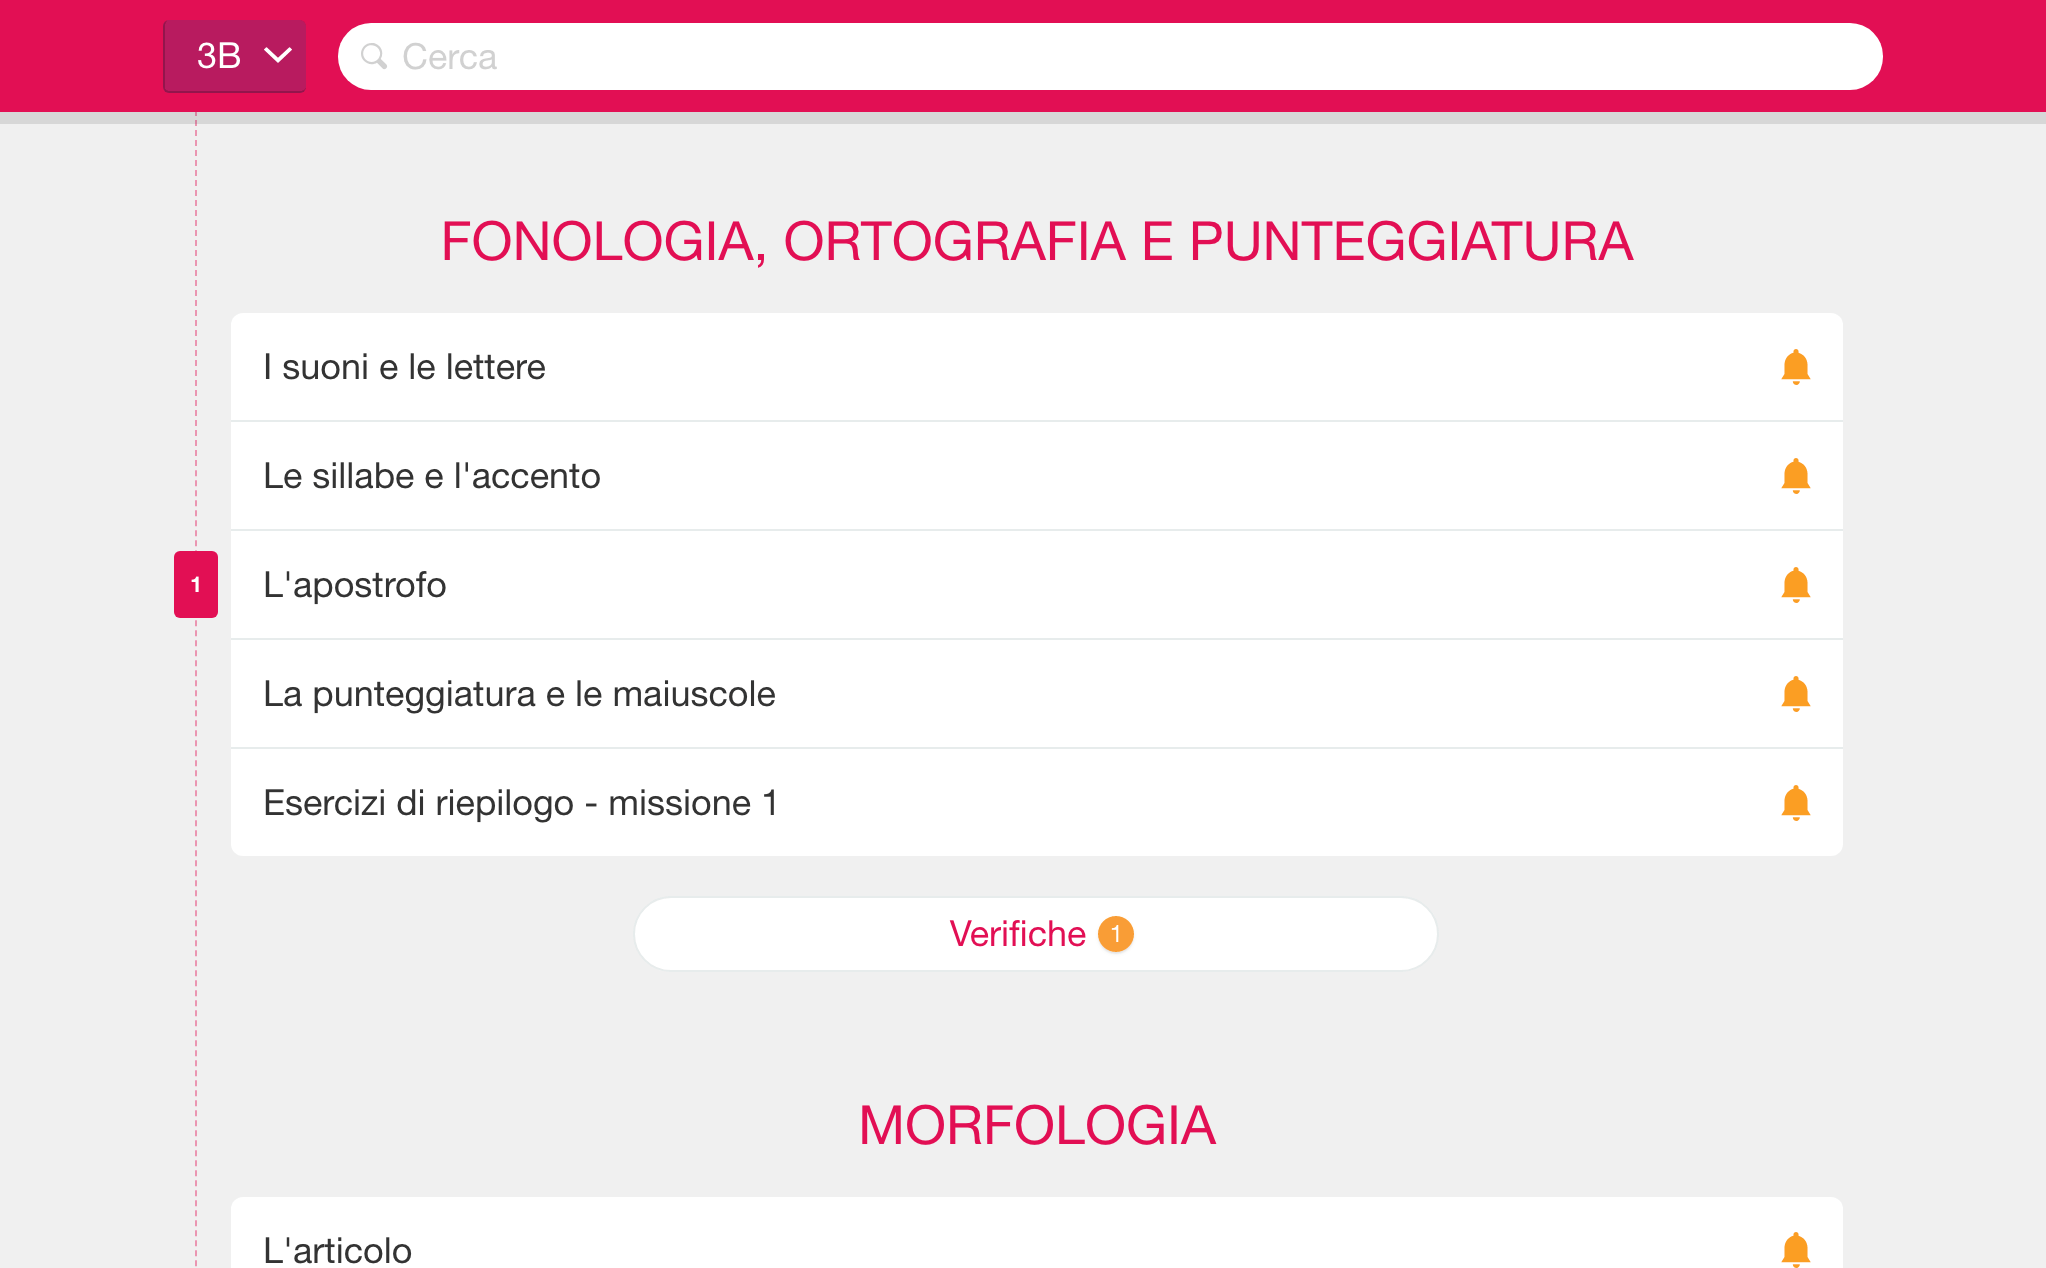 3B
Cerca
FONOLOGIA, ORTOGRAFIA E PUNTEGGIATURA
I suoni e le lettere
Le sillabe e l'accento
1
L'apostrofo
La punteggiatura e le maiuscole
Esercizi di riepilogo - missione 1
Verifiche 1
MORFOLOGIA
L'articolo